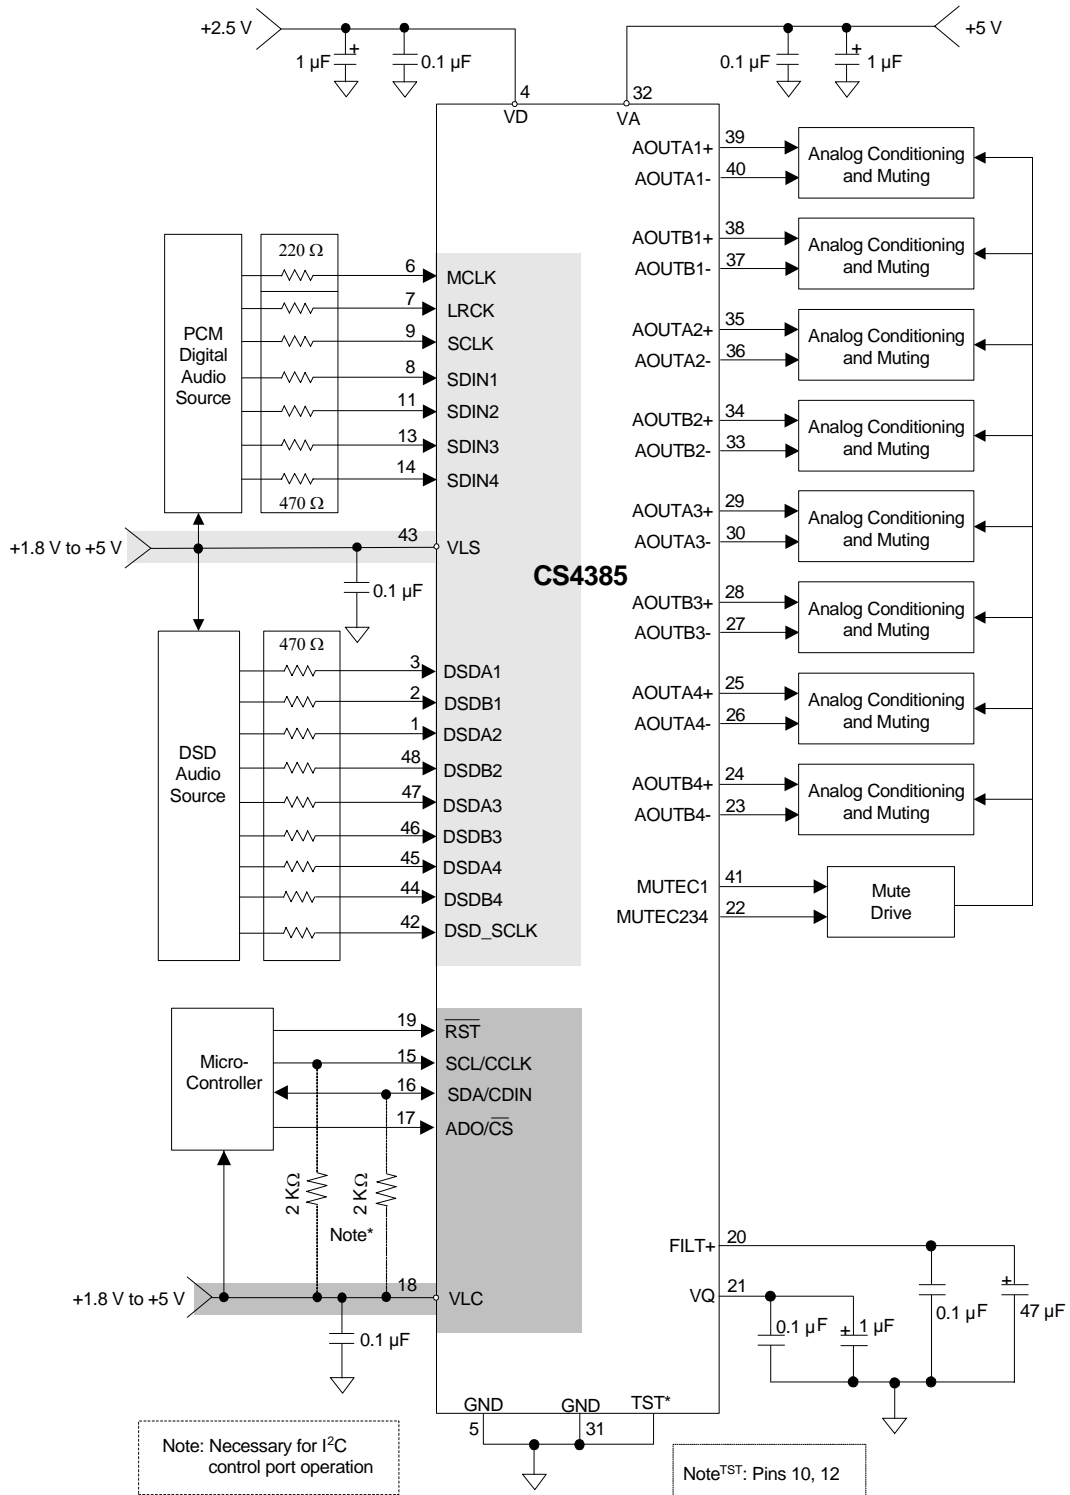 +2.5 V
+5 V
1 µF
+
0.1 µF
0.1 µF
+
1 µF
4
32
VD
VA
CS4385
PCM
Digital
Audio
Source
220 Ω
470 Ω
6
MCLK
7
LRCK
9
SCLK
8
SDIN1
11
SDIN2
13
SDIN3
14
SDIN4
+1.8 V to +5 V
43
VLS
0.1 µF
DSD
Audio
Source
470 Ω
3
DSDA1
2
DSDB1
1
DSDA2
48
DSDB2
47
DSDA3
46
DSDB3
45
DSDA4
44
DSDB4
42
DSD_SCLK
Micro-
Controller
19
RST
15
SCL/CCLK
16
SDA/CDIN
17
ADO/CS
2 KΩ
2 KΩ
Note*
+1.8 V to +5 V
18
VLC
0.1 µF
AOUTA1+
39
AOUTA1-
40
Analog Conditioning
and Muting
AOUTB1+
38
AOUTB1-
37
Analog Conditioning
and Muting
AOUTA2+
35
AOUTA2-
36
Analog Conditioning
and Muting
AOUTB2+
34
AOUTB2-
33
Analog Conditioning
and Muting
AOUTA3+
29
AOUTA3-
30
Analog Conditioning
and Muting
AOUTB3+
28
AOUTB3-
27
Analog Conditioning
and Muting
AOUTA4+
25
AOUTA4-
26
Analog Conditioning
and Muting
AOUTB4+
24
AOUTB4-
23
Analog Conditioning
and Muting
MUTEC1
41
MUTEC234
22
Mute
Drive
FILT+
20
VQ
21
0.1 µF
+
1 µF
0.1 µF
+
47 µF
GND
5
GND
31
TST*
Note: Necessary for I²C
control port operation
Noteᵀˢᵀ: Pins 10, 12